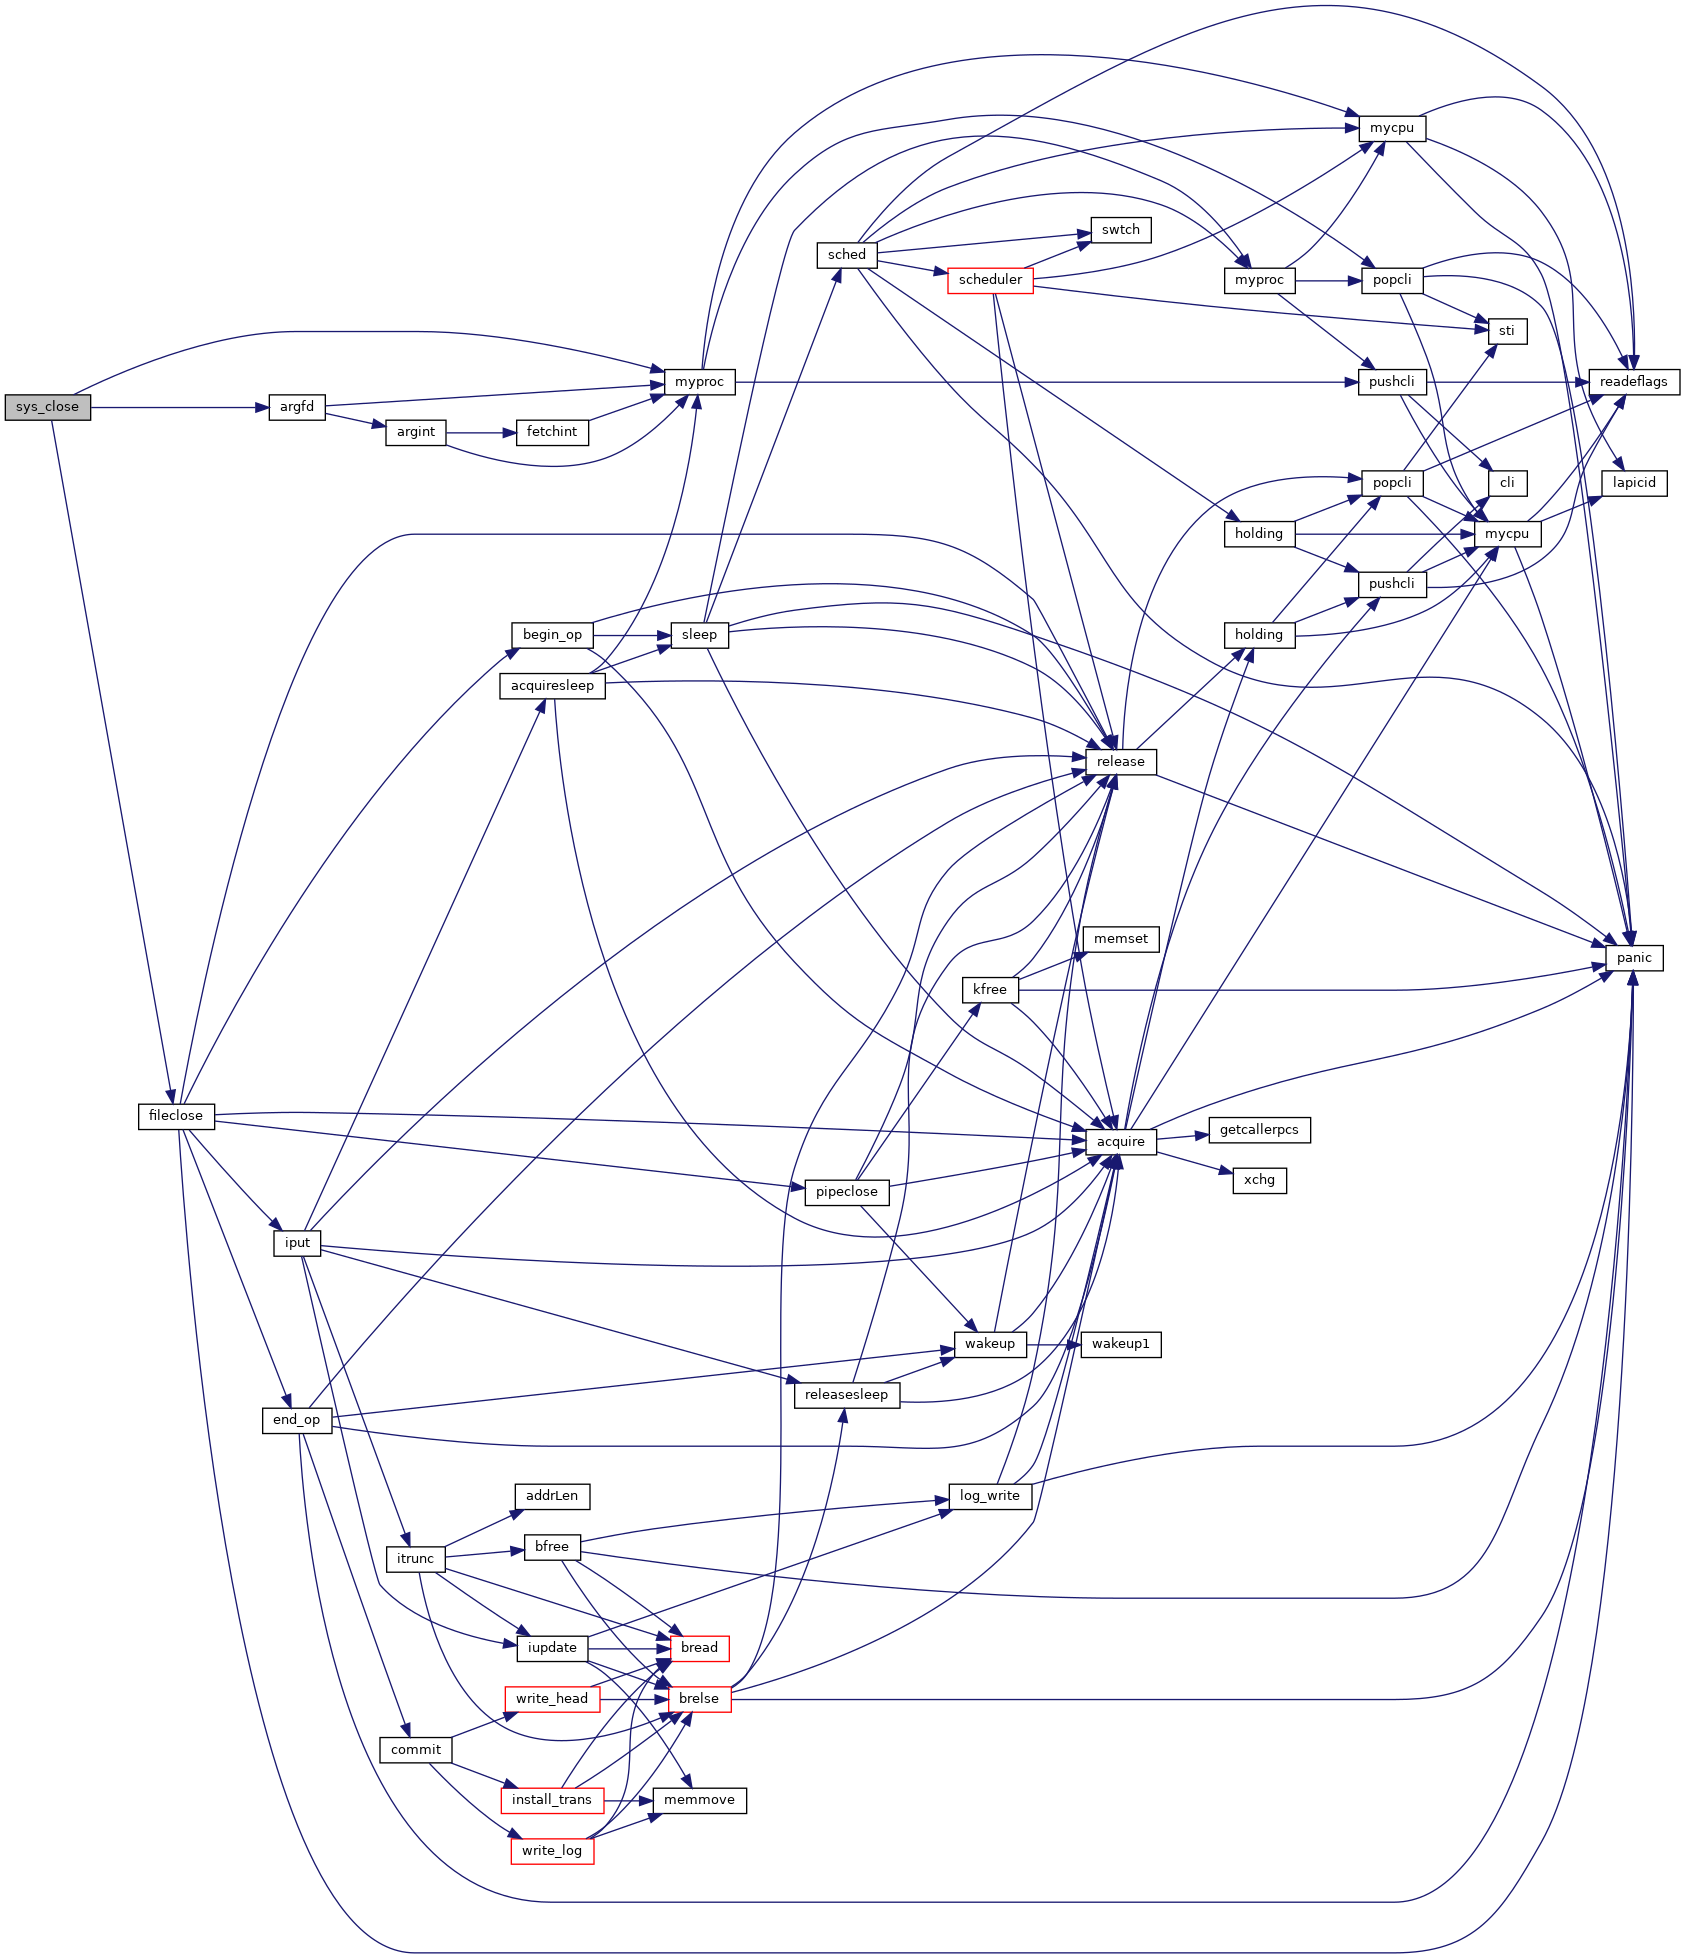 sys_close
argfd
argint
fetchint
myproc
sched
scheduler
swtch
mycpu
myproc
popcli
sti
pushcli
readeflags
popcli
cli
lapicid
holding
mycpu
pushcli
holding
begin_op
sleep
acquiresleep
release
memset
kfree
panic
fileclose
acquire
getcallerpcs
xchg
pipeclose
iput
wakeup
wakeup1
releasesleep
end_op
addrLen
log_write
bfree
itrunc
iupdate
bread
write_head
brelse
commit
install_trans
memmove
write_log